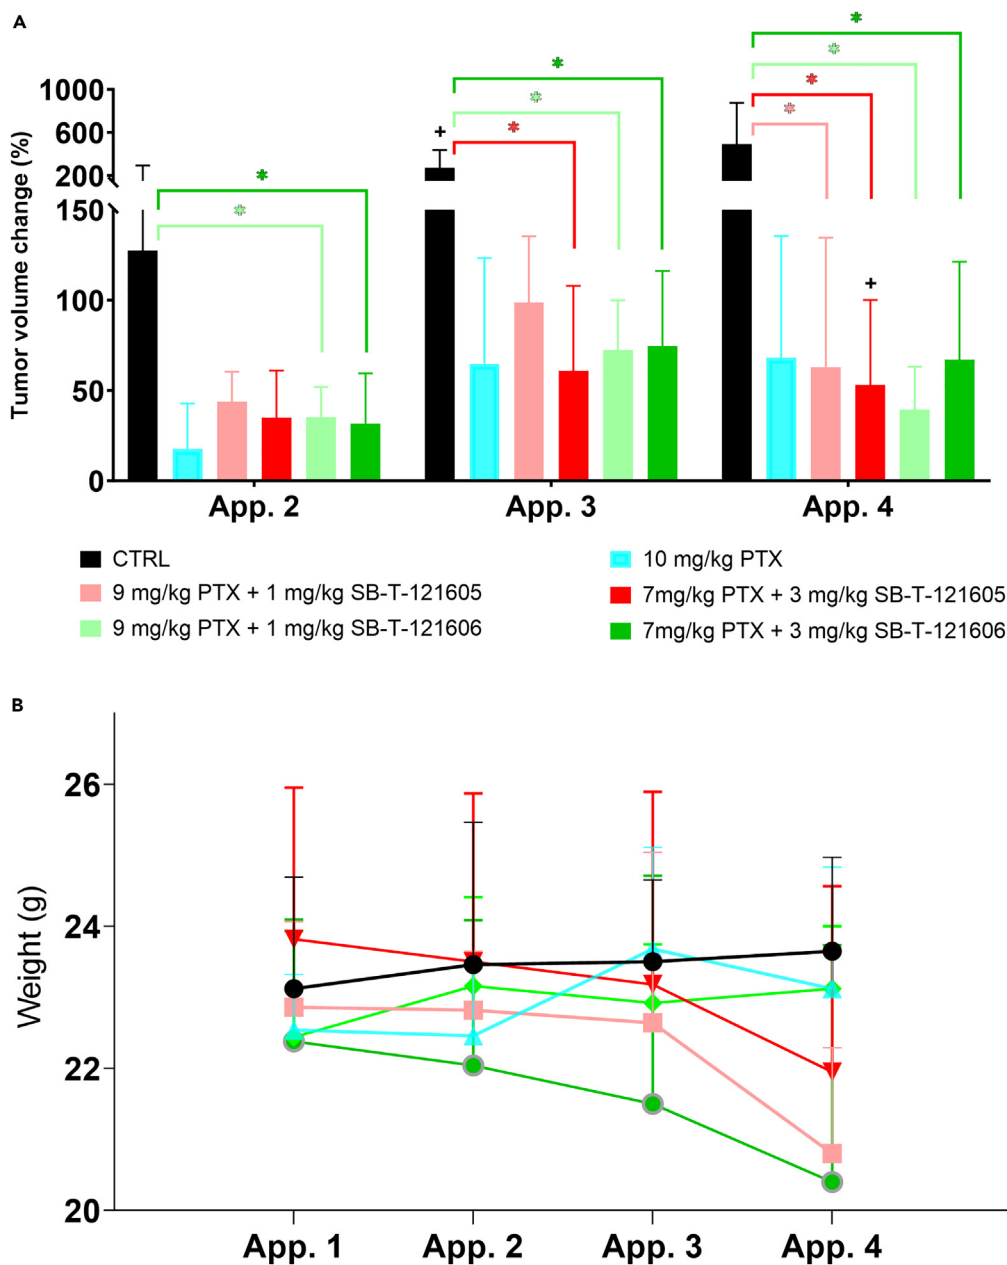 A
Tumor volume change (%)
1000
600
200
150
100
50
0
* * * * * * * * *
+ +
App. 2 App. 3 App. 4
CTRL
10 mg/kg PTX
9 mg/kg PTX + 1 mg/kg SB-T-121605
7mg/kg PTX + 3 mg/kg SB-T-121605
9 mg/kg PTX + 1 mg/kg SB-T-121606
7mg/kg PTX + 3 mg/kg SB-T-121606
B
Weight (g)
26
24
22
20
App. 1 App. 2 App. 3 App. 4